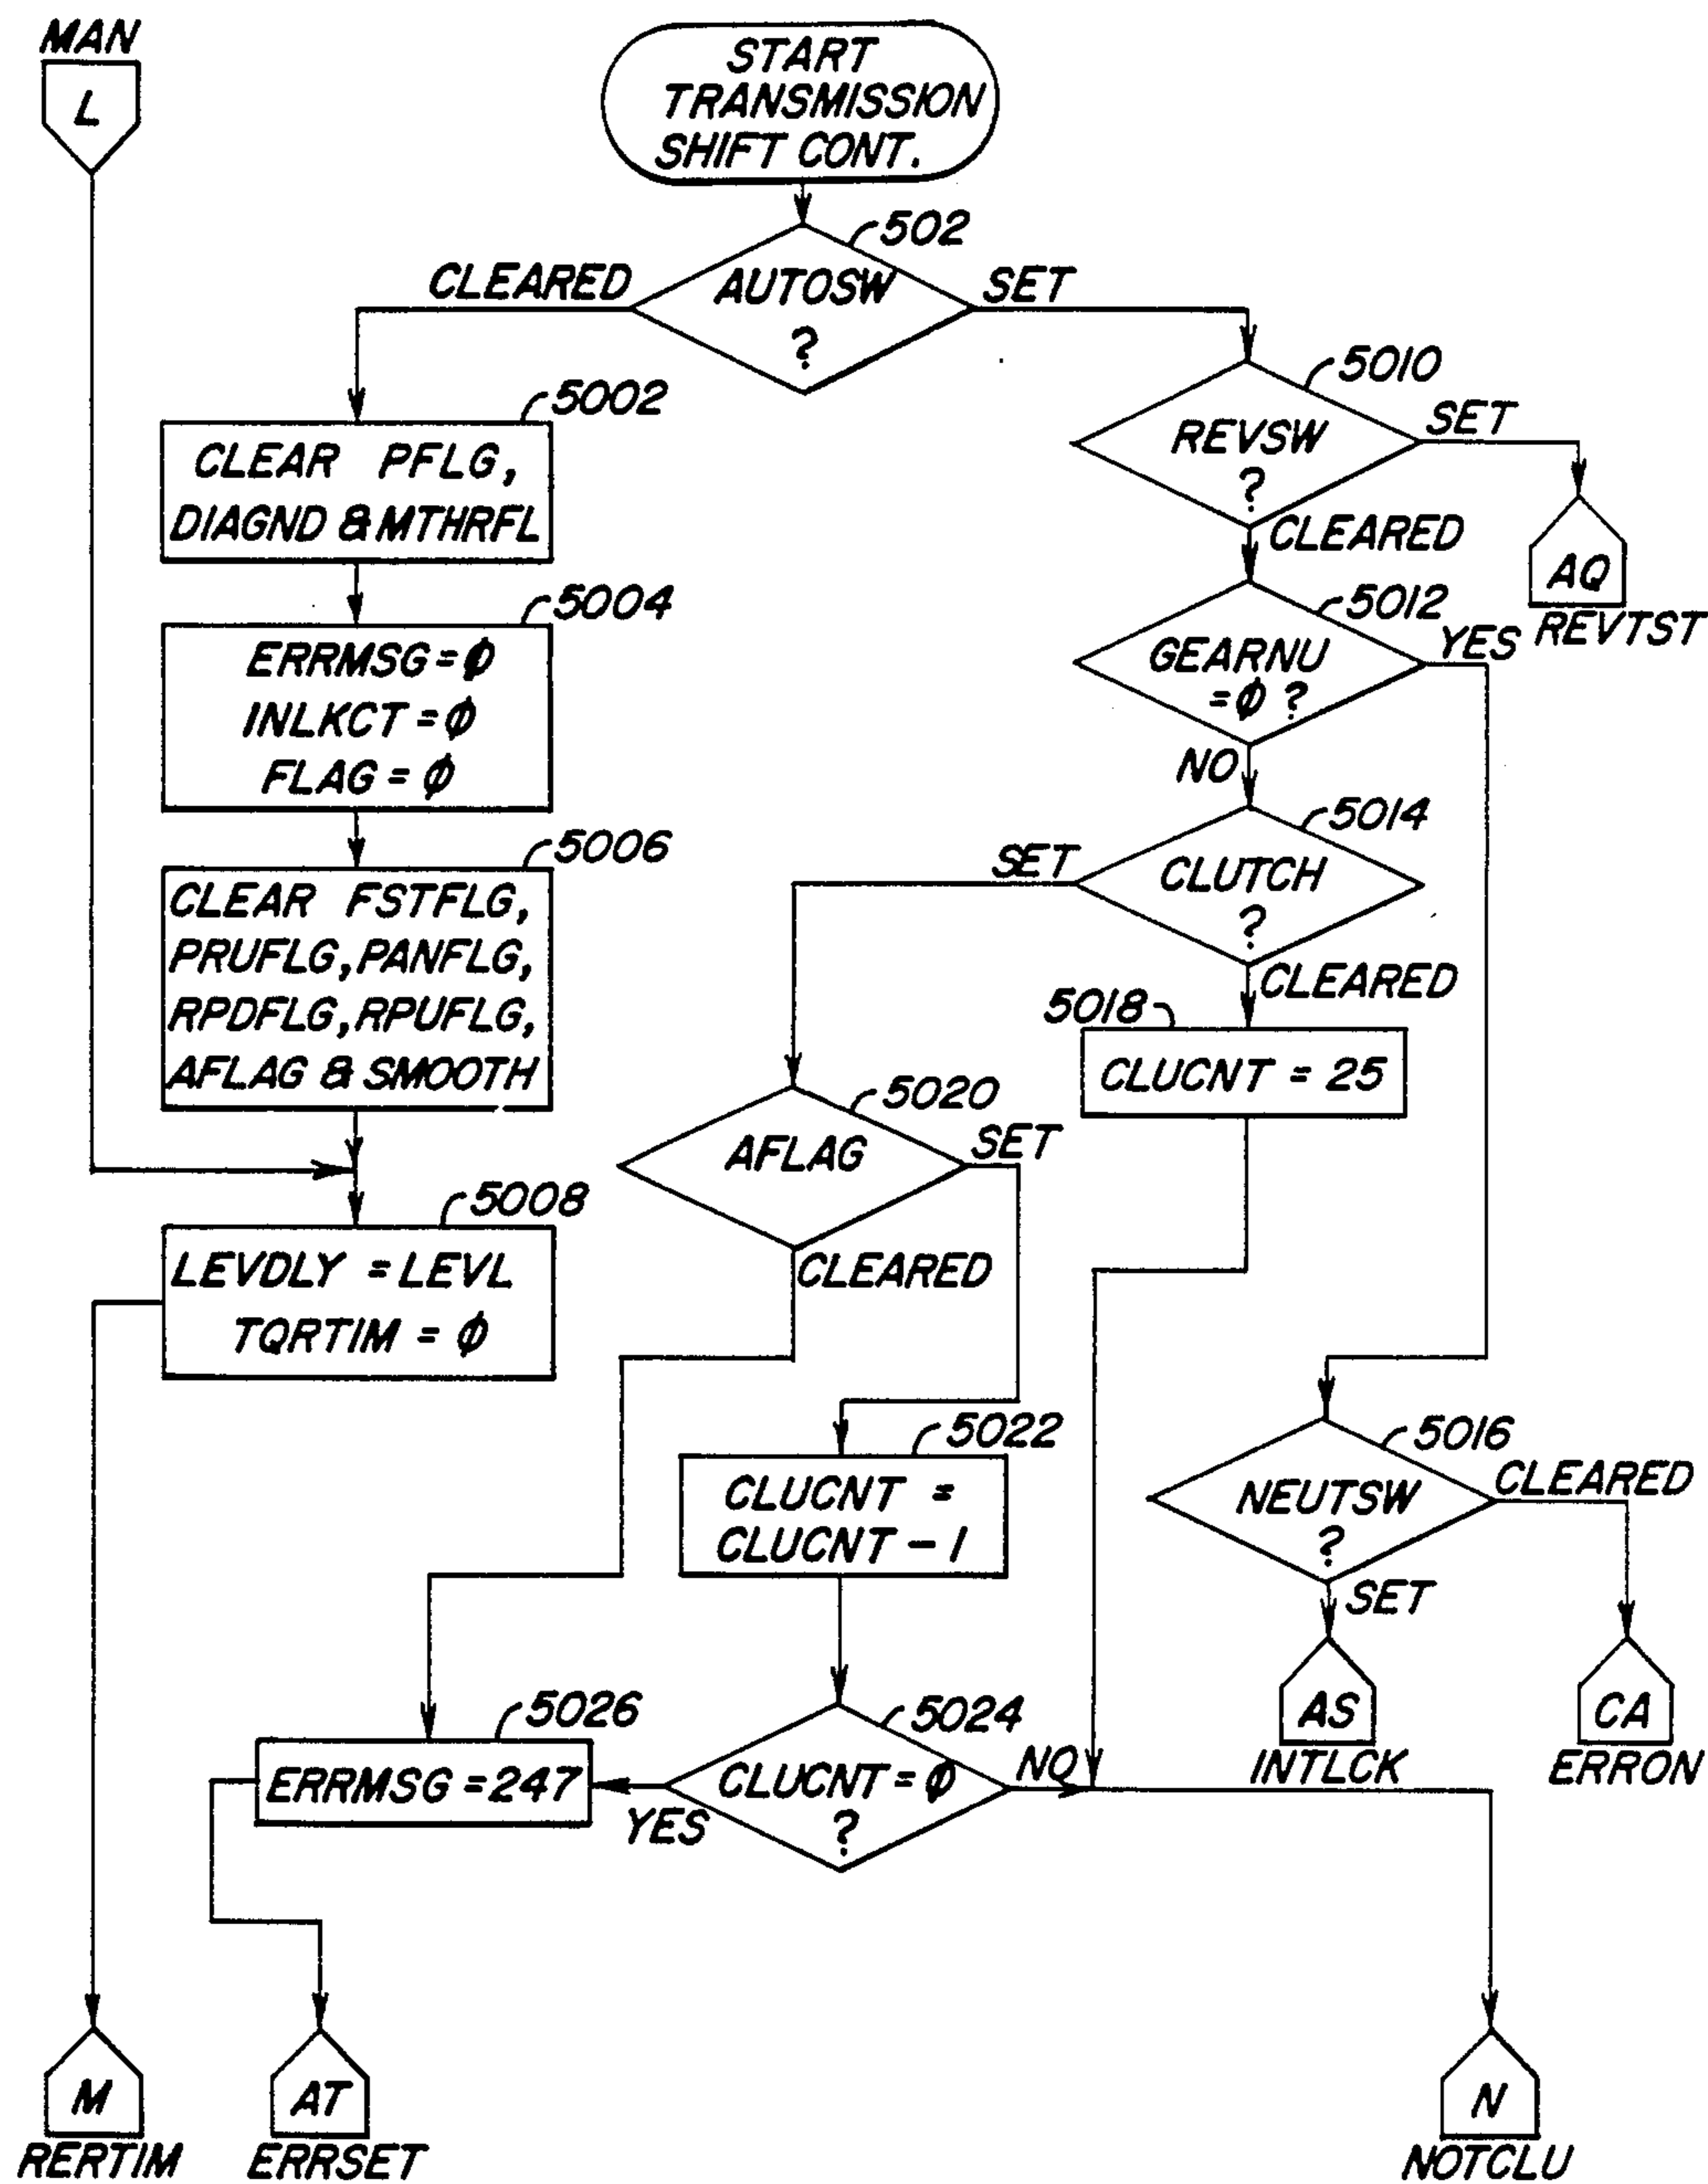 MAN
L
START
TRANSMISSION
SHIFT CONT.
502
AUTOSW
?
CLEARED
SET
5002
CLEAR PFLG,
DIAGND & MTHRFL
5004
ERRMSG = φ
INLKCT = φ
FLAG = φ
5006
CLEAR FSTFLG,
PRUFLG, PANFLG,
RPDFLG, RPUFLG,
AFLAG & SMOOTH
5008
LEVDLY = LEVL
TQRTIM = φ
5010
REVSW
?
SET
CLEARED
AQ
REVTST
5012
GEARNU
= φ ?
YES
NO
5014
CLUTCH
?
SET
CLEARED
5018
CLUCNT = 25
5020
AFLAG
SET
CLEARED
5022
CLUCNT =
CLUCNT - 1
5016
NEUTSW
?
CLEARED
SET
AS
INTLCK
CA
ERRON
5024
CLUCNT = φ
?
NO
YES
5026
ERRMSG = 247
M
RERTIM
AT
ERRSET
N
NOTCLU